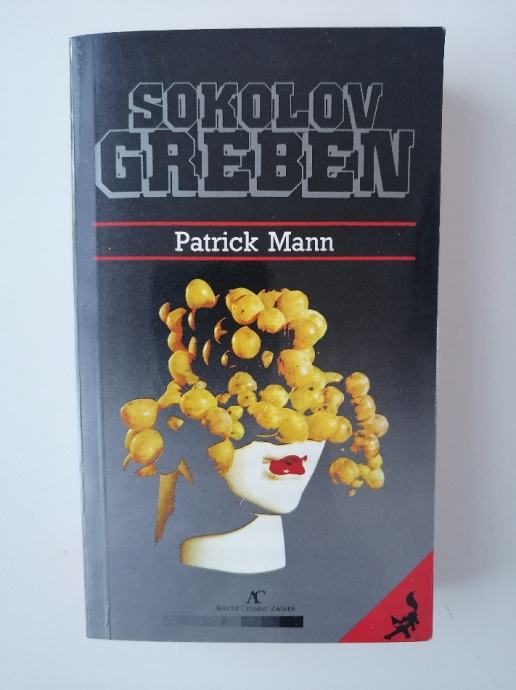 SOKOLOV
GREBEN
Patrick Mann
AC
AUGUST CESAREC ZAGREB